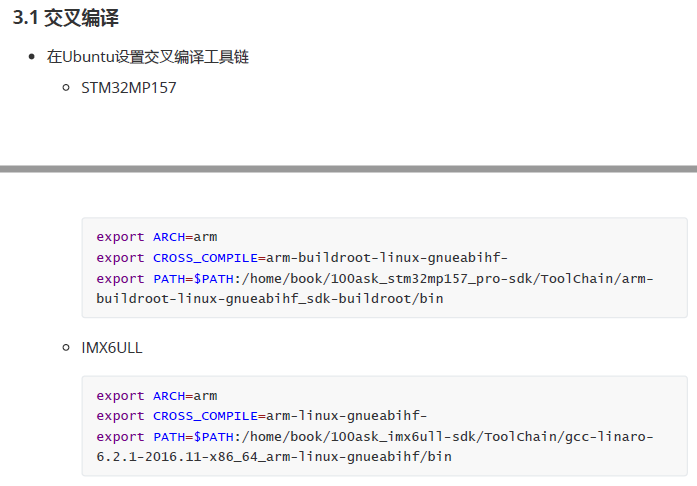 3.1 交叉编译
在Ubuntu设置交叉编译工具链
STM32MP157
export ARCH=arm
export CROSS_COMPILE=arm-buildroot-linux-gnueabihf-
export PATH=$PATH:/home/book/100ask_stm32mp157_pro-sdk/ToolChain/arm-
buildroot-linux-gnueabihf_sdk-buildroot/bin
IMX6ULL
export ARCH=arm
export CROSS_COMPILE=arm-linux-gnueabihf-
export PATH=$PATH:/home/book/100ask_imx6ull-sdk/ToolChain/gcc-linaro-
6.2.1-2016.11-x86_64_arm-linux-gnueabihf/bin